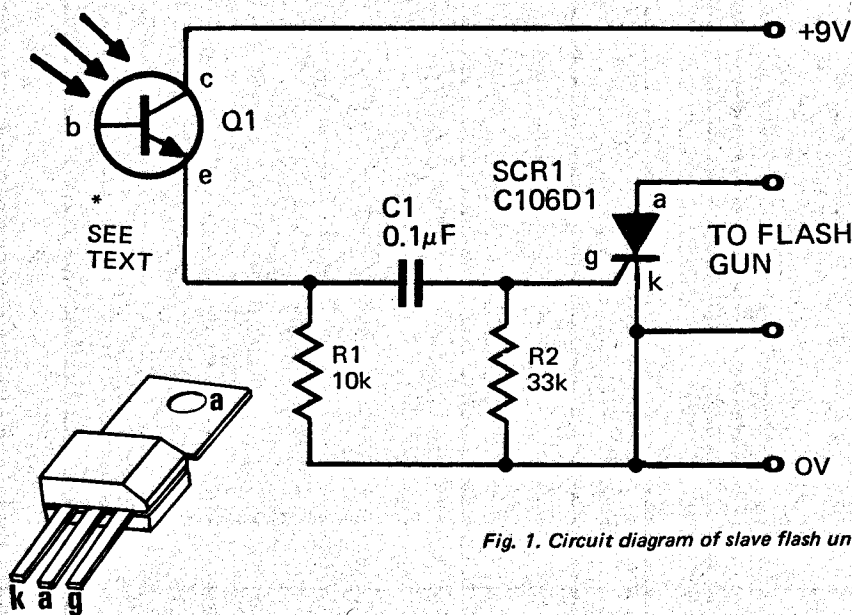 +9V
c
b
Q1
e
*
SEE
TEXT
SCR1
C106D1
a
C1
0.1µF
TO FLASH
GUN
g
k
R1
10k
R2
33k
0V
a
k a g
Fig. 1. Circuit diagram of slave flash un